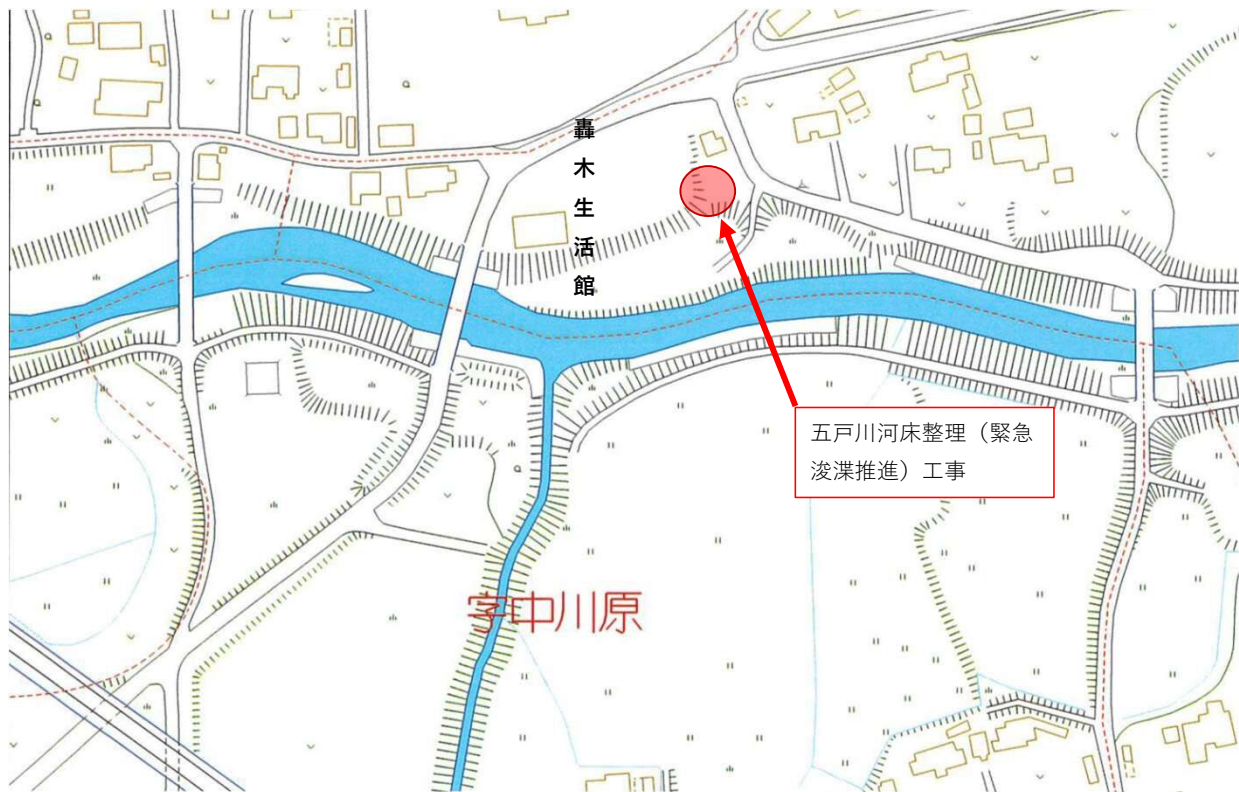 轟木生活館
五戸川河床整理（緊急
浚渫推進）工事
字中川原